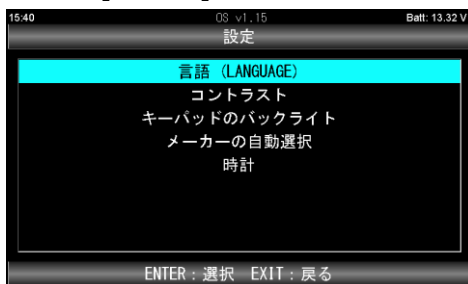 15:40 OS v1.15 Batt: 13.32 V
設定
言語 (LANGUAGE)
コントラスト
キーパッドのバックライト
メーカーの自動選択
時計
ENTER：選択 EXIT：戻る